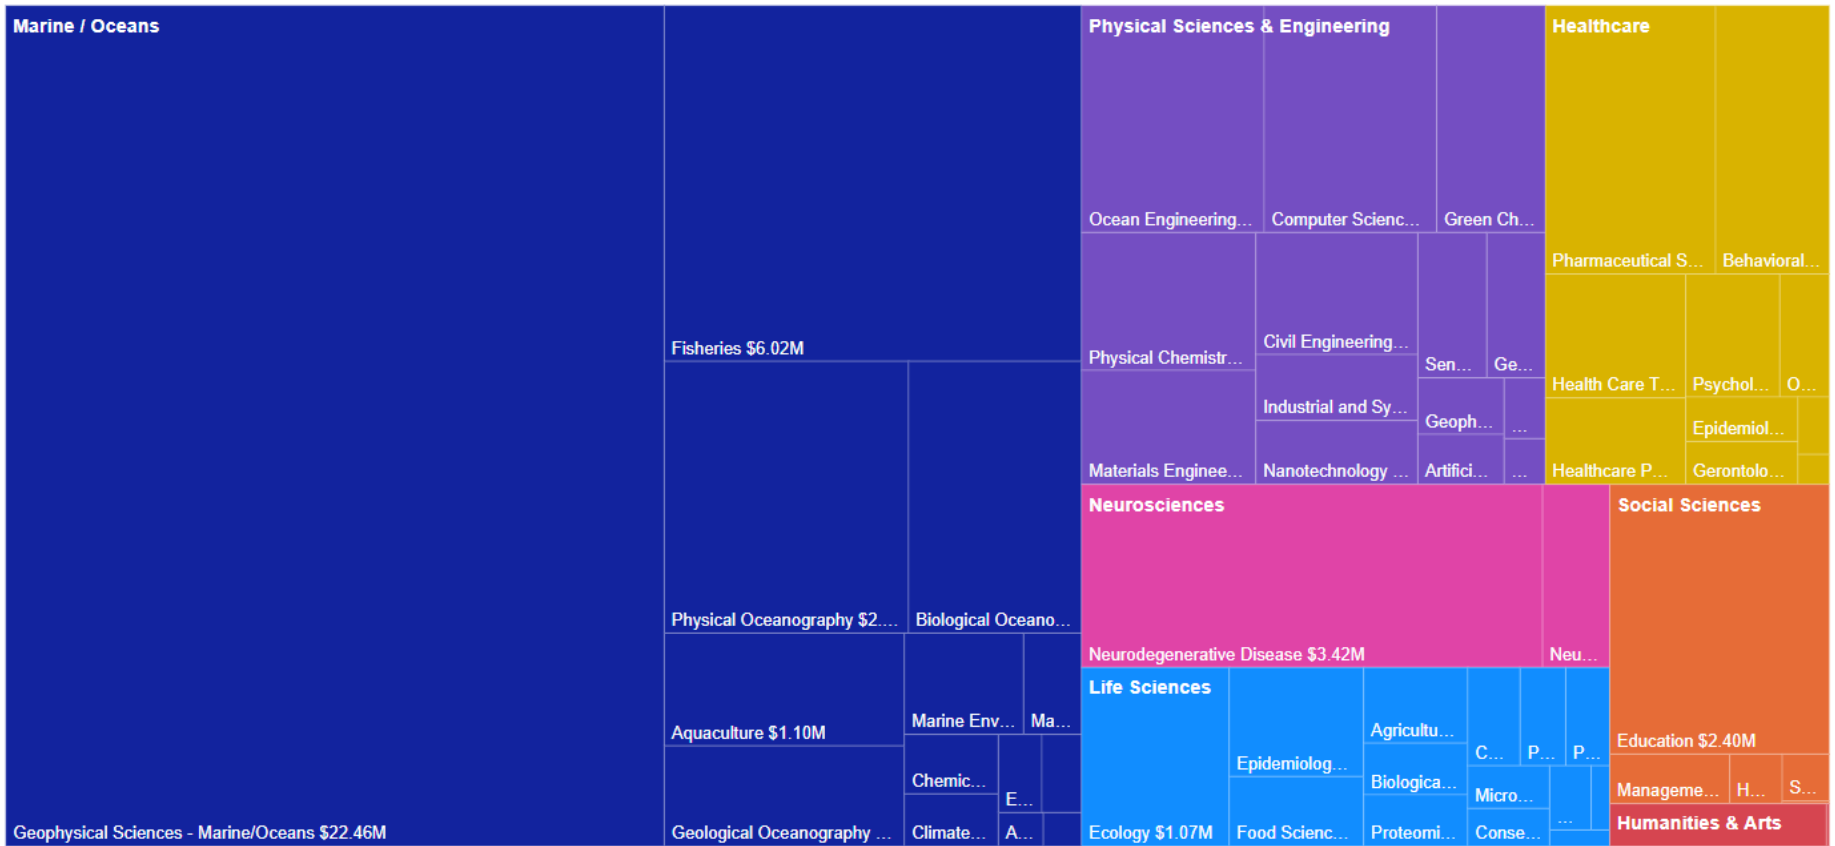 Marine / Oceans
Geophysical Sciences - Marine/Oceans $22.46M
Fisheries $6.02M
Physical Oceanography $2....
Biological Oceano...
Aquaculture $1.10M
Geological Oceanography ...
Marine Env...
Ma...
Chemic...
Climate...
E...
A...
Physical Sciences & Engineering
Ocean Engineering...
Computer Scienc...
Green Ch...
Physical Chemistr...
Materials Enginee...
Civil Engineering...
Industrial and Sy...
Nanotechnology ...
Sen...
Ge...
Geoph...
...
Artifici...
...
Healthcare
Pharmaceutical S...
Behavioral...
Health Care T...
Healthcare P...
Psychol...
O...
Epidemiol...
Gerontolo...
Neurosciences
Neurodegenerative Disease $3.42M
Neu...
Social Sciences
Education $2.40M
Manageme...
H...
S...
Life Sciences
Ecology $1.07M
Epidemiolog...
Food Scienc...
Agricultu...
Biologica...
Proteomi...
C...
P...
P...
Micro...
Conse...
...
Humanities & Arts